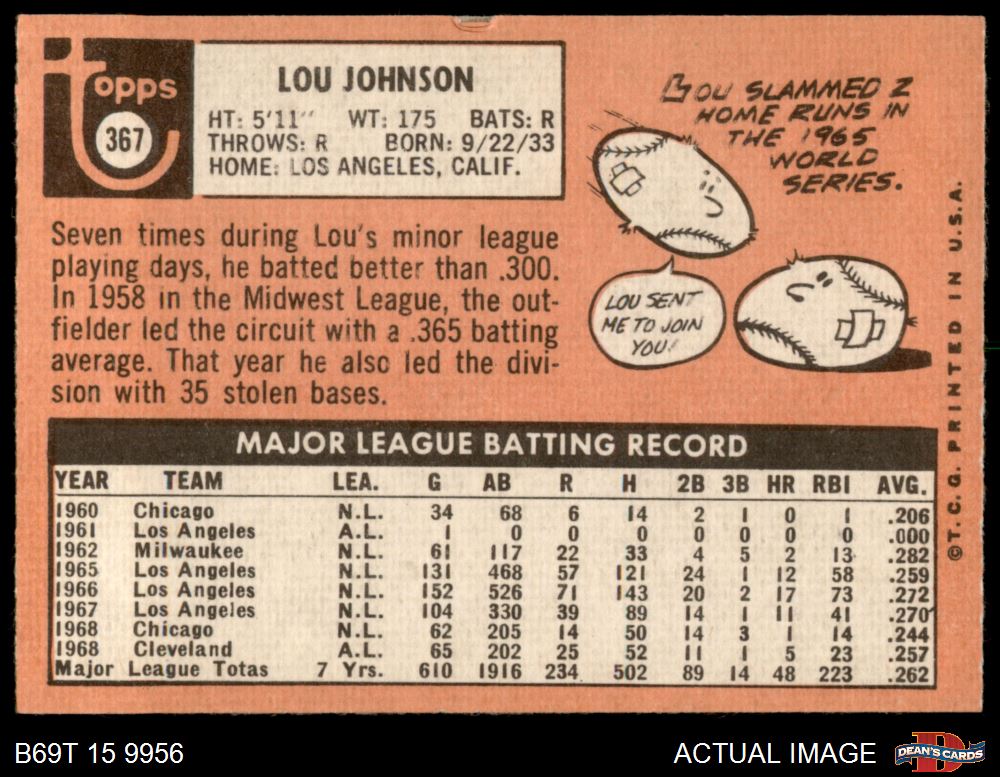 Topps
367
LOU JOHNSON
HT: 5'11" WT: 175 BATS: R
THROWS: R BORN: 9/22/33
HOME: LOS ANGELES, CALIF.
LOU SLAMMED 2
HOME RUNS IN
THE 1965
WORLD
SERIES.
LOU SENT
ME TO JOIN
YOU!
Seven times during Lou's minor league
playing days, he batted better than .300.
In 1958 in the Midwest League, the out-
fielder led the circuit with a .365 batting
average. That year he also led the divi-
sion with 35 stolen bases.
MAJOR LEAGUE BATTING RECORD
YEAR TEAM LEA. G AB R H 2B 3B HR RBI AVG.
1960 Chicago N.L. 34 68 6 14 2 1 0 1 .206
1961 Los Angeles A.L. 1 0 0 0 0 0 0 0 .000
1962 Milwaukee N.L. 61 117 22 33 4 5 2 13 .282
1965 Los Angeles N.L. 131 468 57 121 24 1 12 58 .259
1966 Los Angeles N.L. 152 526 71 143 20 2 17 73 .272
1967 Los Angeles N.L. 104 330 39 89 14 1 11 41 .270
1968 Chicago N.L. 62 205 14 50 14 3 1 14 .244
1968 Cleveland A.L. 65 202 25 52 11 1 5 23 .257
Major League Totas 7 Yrs. 610 1916 234 502 89 14 48 223 .262
©T.C.G. PRINTED IN U.S.A.
B69T 15 9956
ACTUAL IMAGE
DEAN'S CARDS